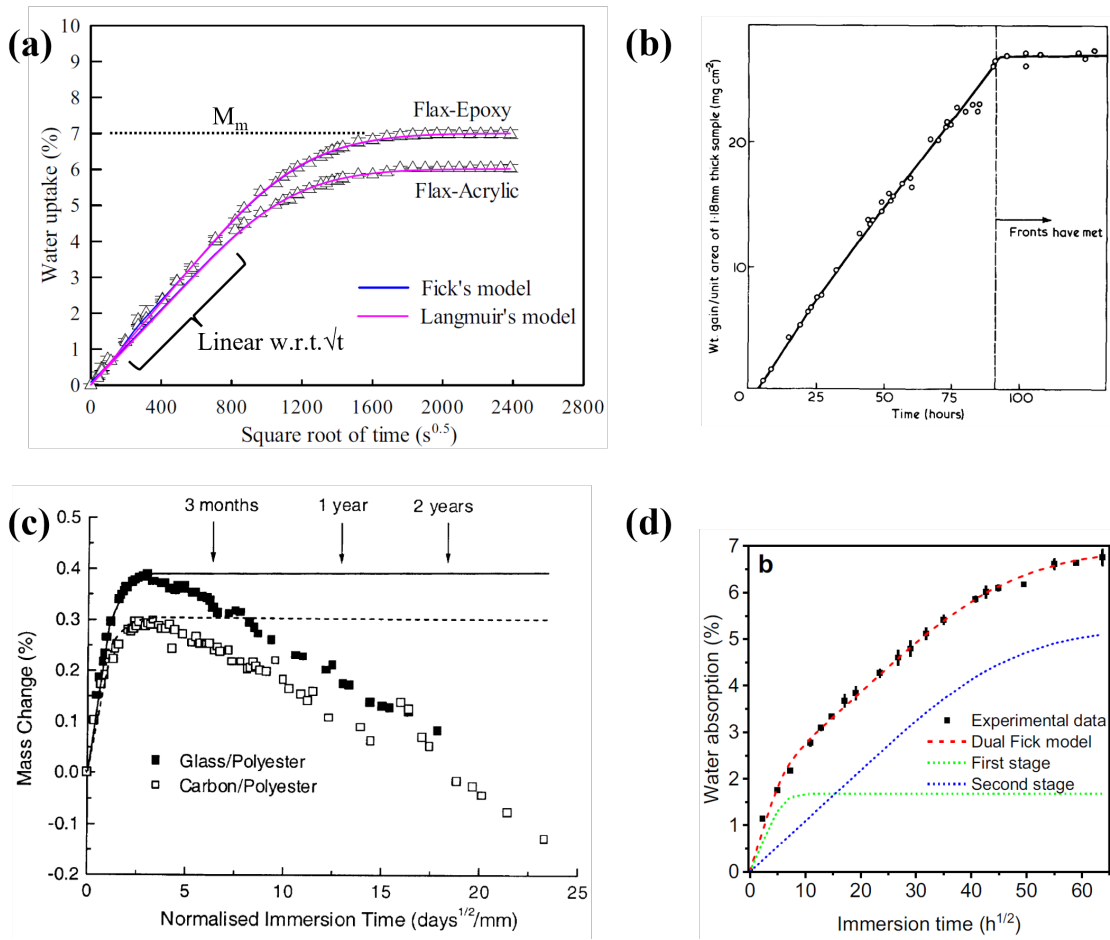 (a)
10
9
8
7
6
5
4
3
2
1
0
Water uptake (%)
M_m
Flax-Epoxy
Flax-Acrylic
Fick's model
Langmuir's model
Linear w.r.t.√t
0 400 800 1200 1600 2000 2400 2800
Square root of time (s^0.5)
(b)
Wt gain/unit area of 1·18mm thick sample (mg cm⁻²)
20
10
0
Fronts have met
25 50 75 100
Time (hours)
(c)
3 months 1 year 2 years
0.5
0.4
0.3
0.2
0.1
0.0
-0.1
-0.2
Mass Change (%)
Glass/Polyester
Carbon/Polyester
0 5 10 15 20 25
Normalised Immersion Time (days^1/2/mm)
(d)
b
7
6
5
4
3
2
1
0
Water absorption (%)
Experimental data
Dual Fick model
First stage
Second stage
0 10 20 30 40 50 60
Immersion time (h^1/2)